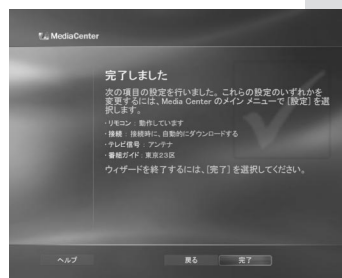 MediaCenter
完了しました
次の項目の設定を行いました。これらの設定のいずれかを
変更するには、Media Center のメイン メニューで [設定] を選
択します。
・リモコン：動作しています
・接続：接続時に、自動的にダウンロードする
・テレビ信号：アンテナ
・番組ガイド：東京23区
ウィザードを終了するには、[完了] を選択してください。
ヘルプ
戻る
完了